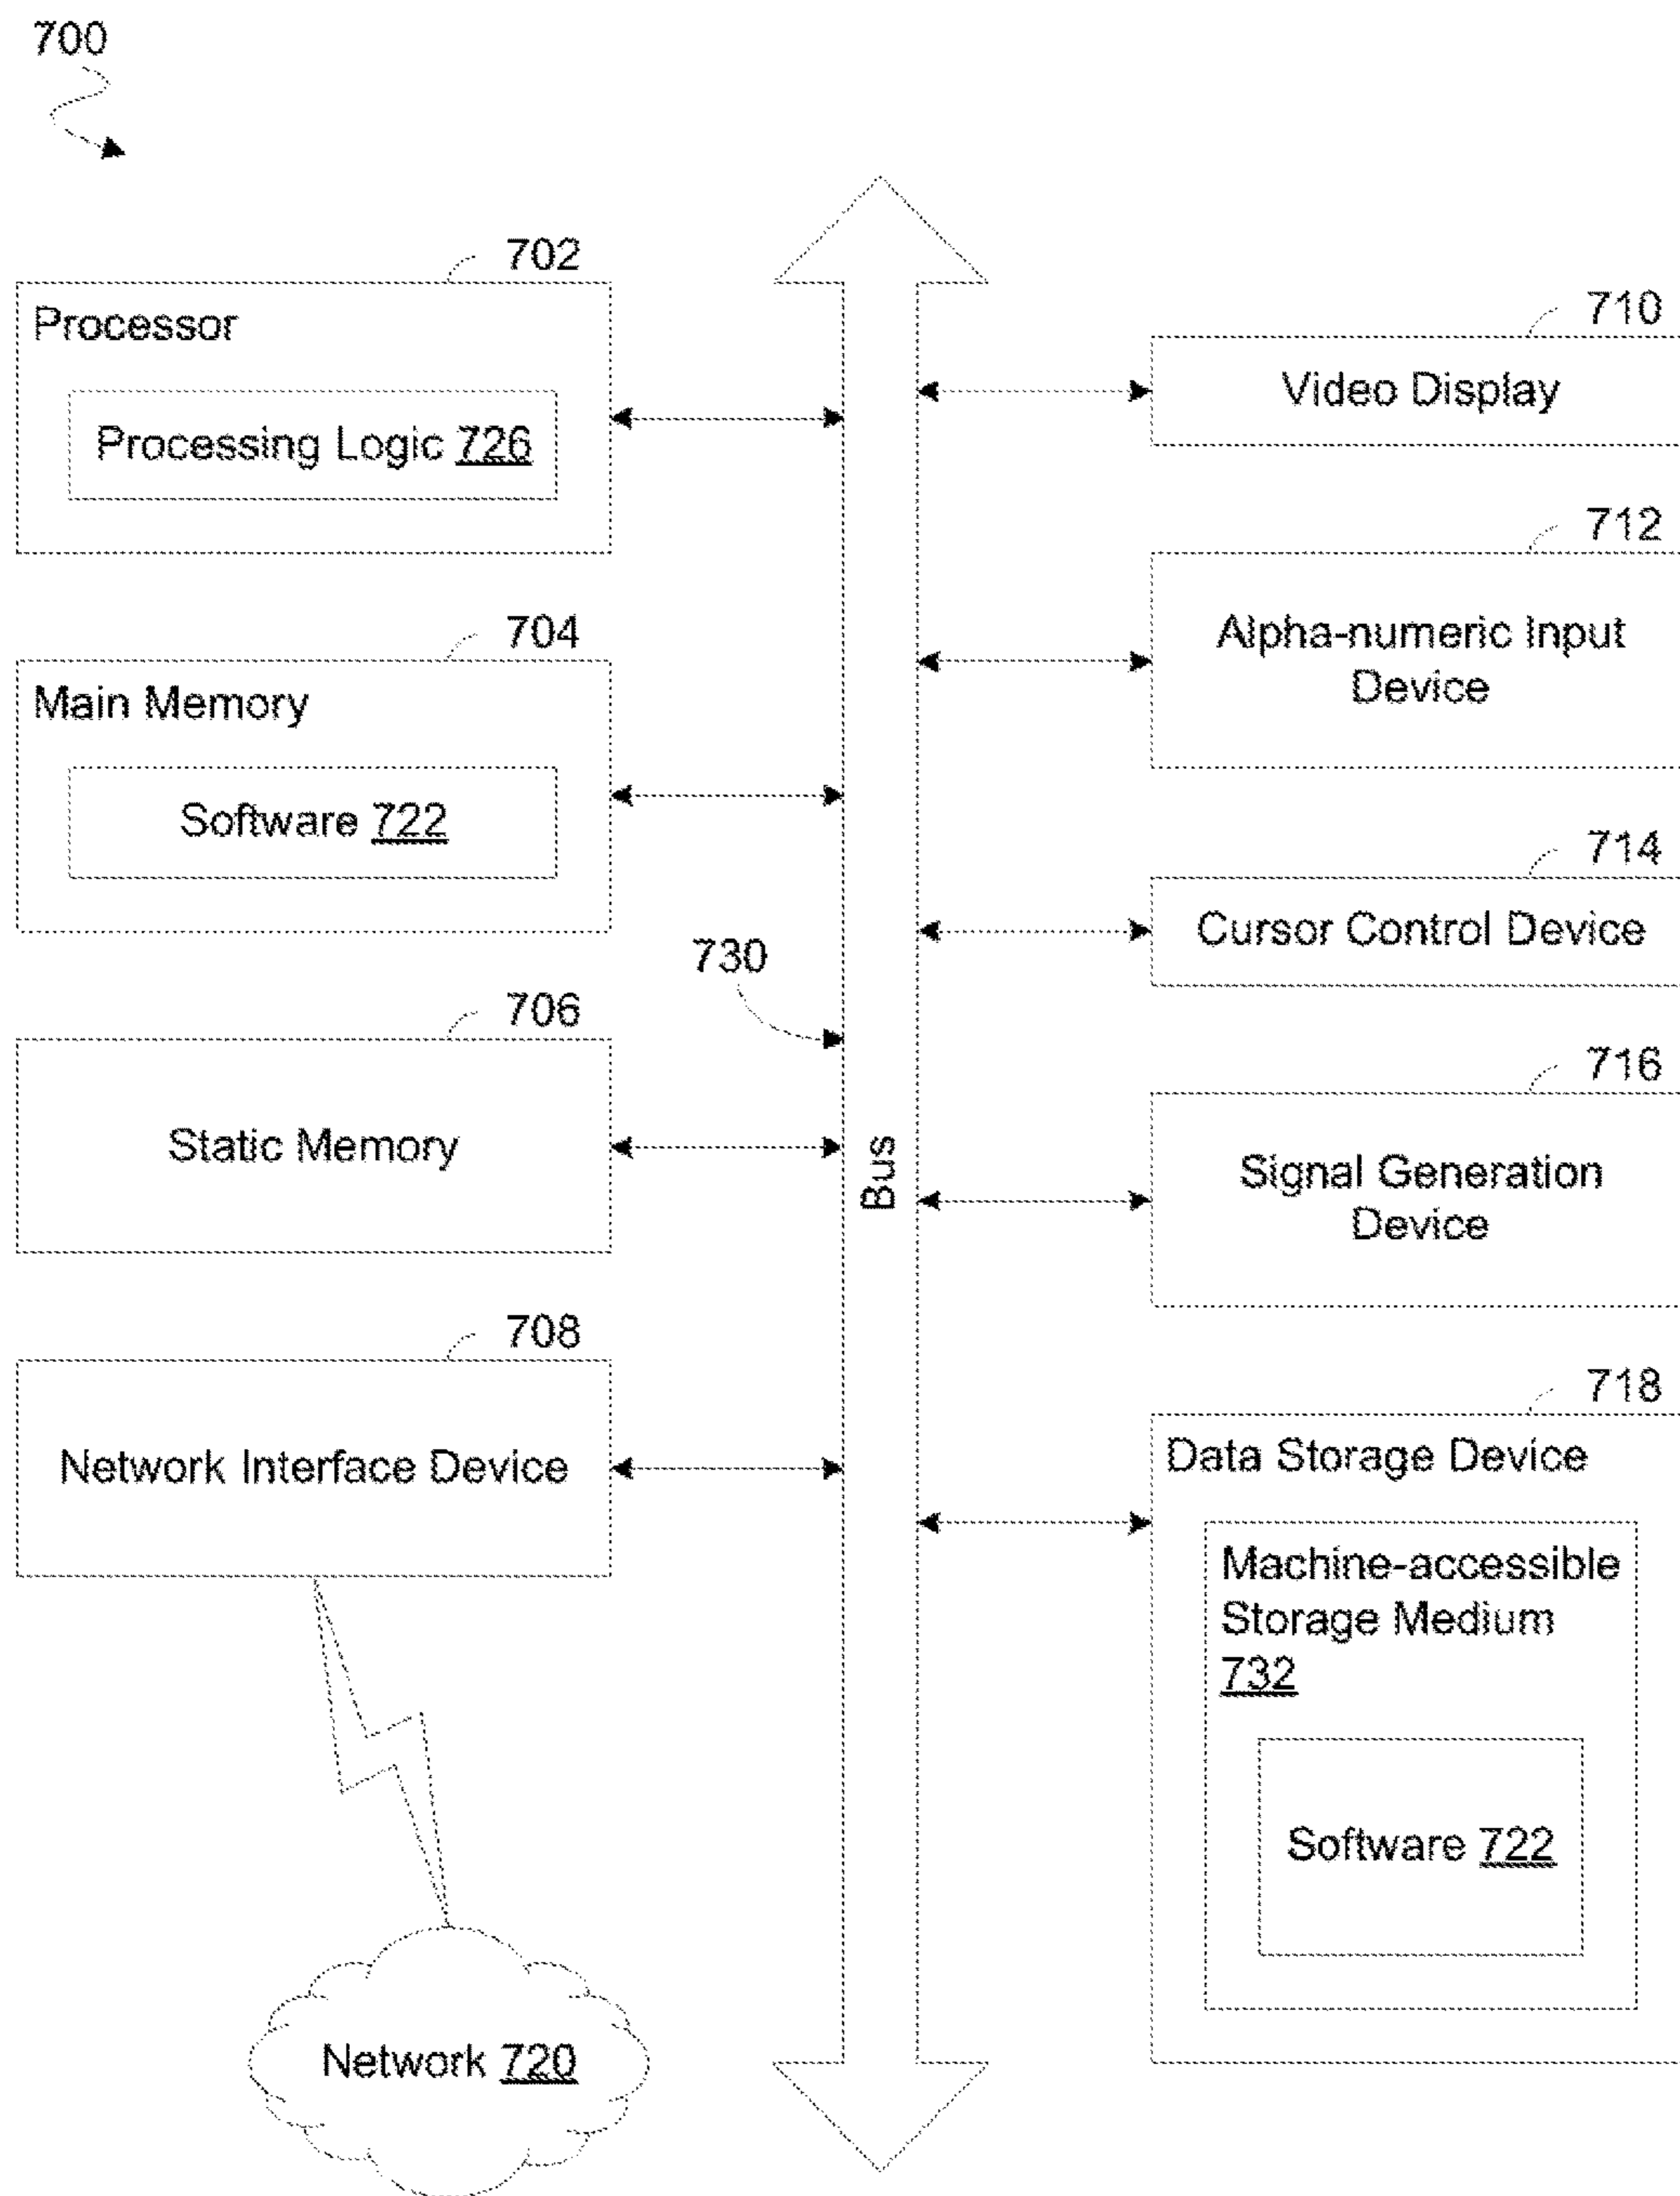 700
702
Processor
Processing Logic 726
704
Main Memory
Software 722
706
Static Memory
708
Network Interface Device
Network 720
730
Bus
710
Video Display
712
Alpha-numeric Input
Device
714
Cursor Control Device
716
Signal Generation
Device
718
Data Storage Device
Machine-accessible
Storage Medium
732
Software 722